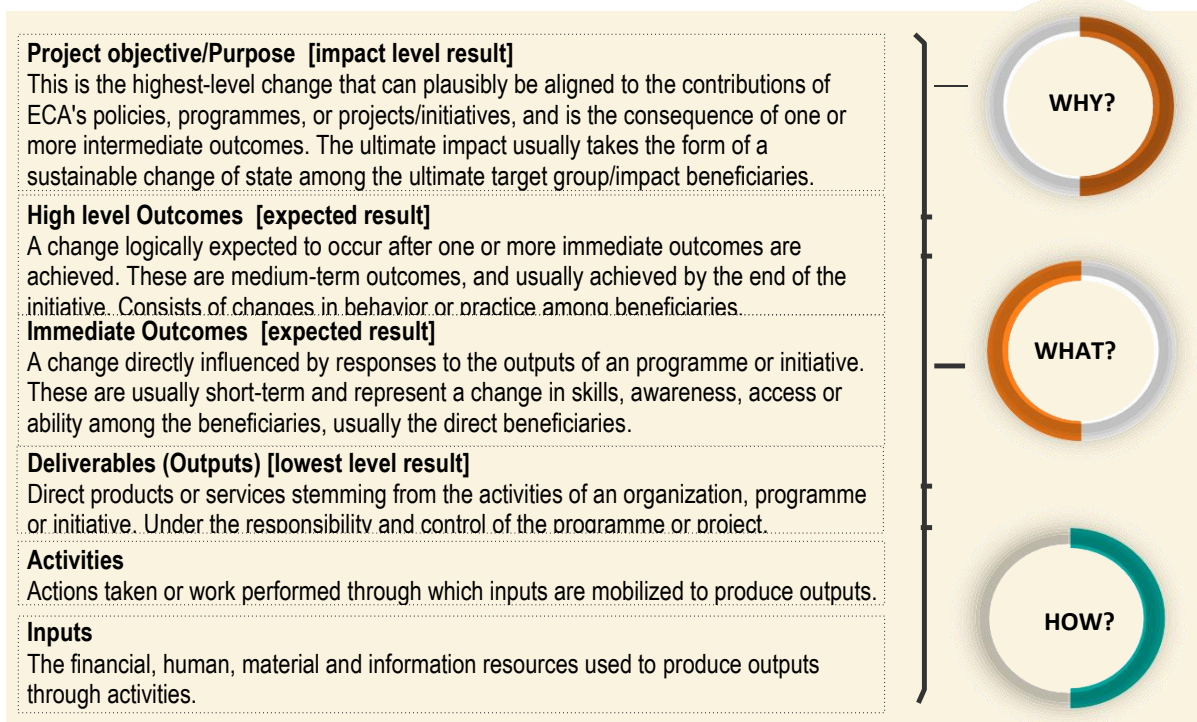 Project objective/Purpose [impact level result]
This is the highest-level change that can plausibly be aligned to the contributions of
ECA's policies, programmes, or projects/initiatives, and is the consequence of one or
more intermediate outcomes. The ultimate impact usually takes the form of a
sustainable change of state among the ultimate target group/impact beneficiaries.
High level Outcomes [expected result]
A change logically expected to occur after one or more immediate outcomes are
achieved. These are medium-term outcomes, and usually achieved by the end of the
initiative. Consists of changes in behavior or practice among beneficiaries.
Immediate Outcomes [expected result]
A change directly influenced by responses to the outputs of an programme or initiative.
These are usually short-term and represent a change in skills, awareness, access or
ability among the beneficiaries, usually the direct beneficiaries.
Deliverables (Outputs) [lowest level result]
Direct products or services stemming from the activities of an organization, programme
or initiative. Under the responsibility and control of the programme or project.
Activities
Actions taken or work performed through which inputs are mobilized to produce outputs.
Inputs
The financial, human, material and information resources used to produce outputs
through activities.
WHY?
WHAT?
HOW?